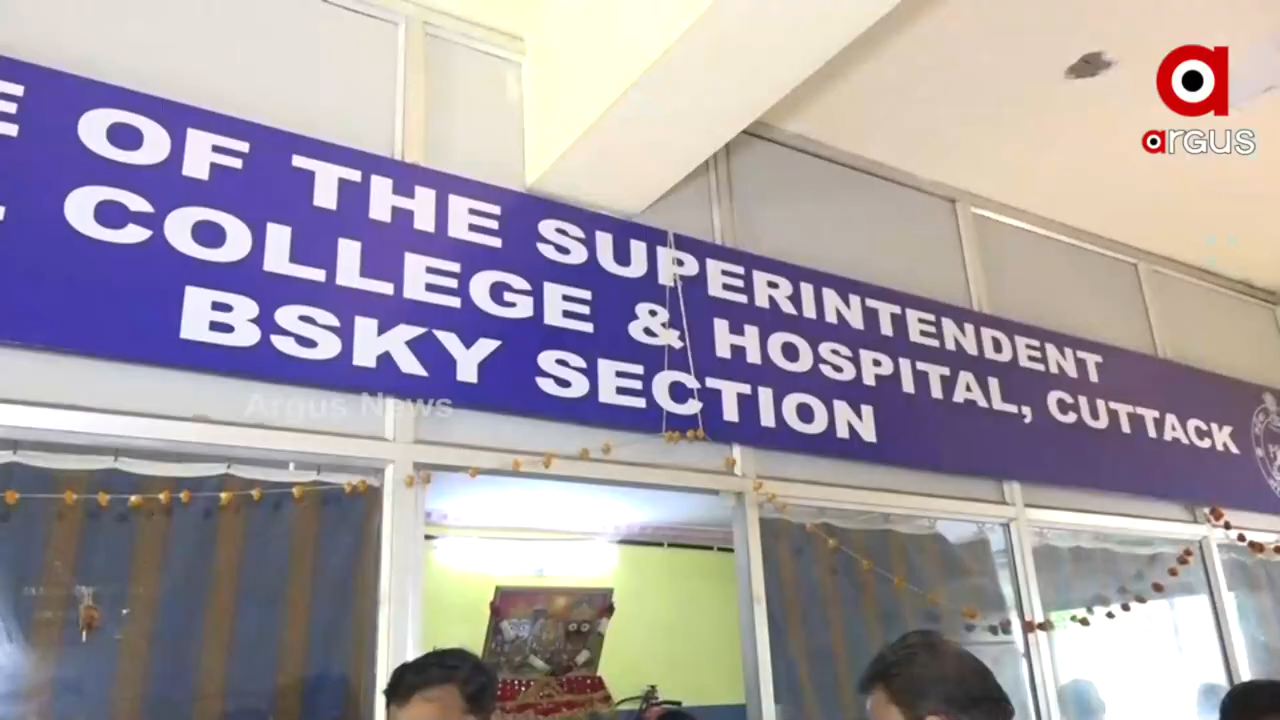 E OF THE SUPERINTENDENT
COLLEGE & HOSPITAL, CUTTACK
BSKY SECTION
Argus News
argus